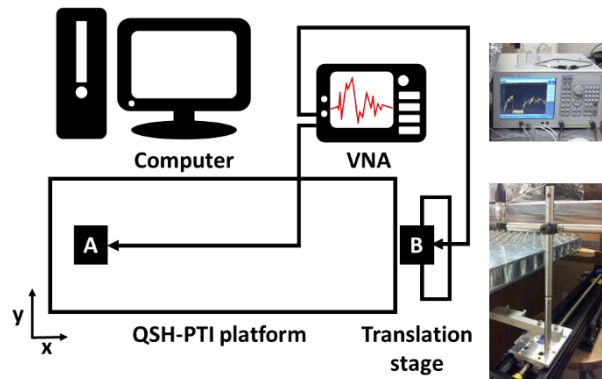 Computer
VNA
A
B
y
x
QSH-PTI platform
Translation
stage